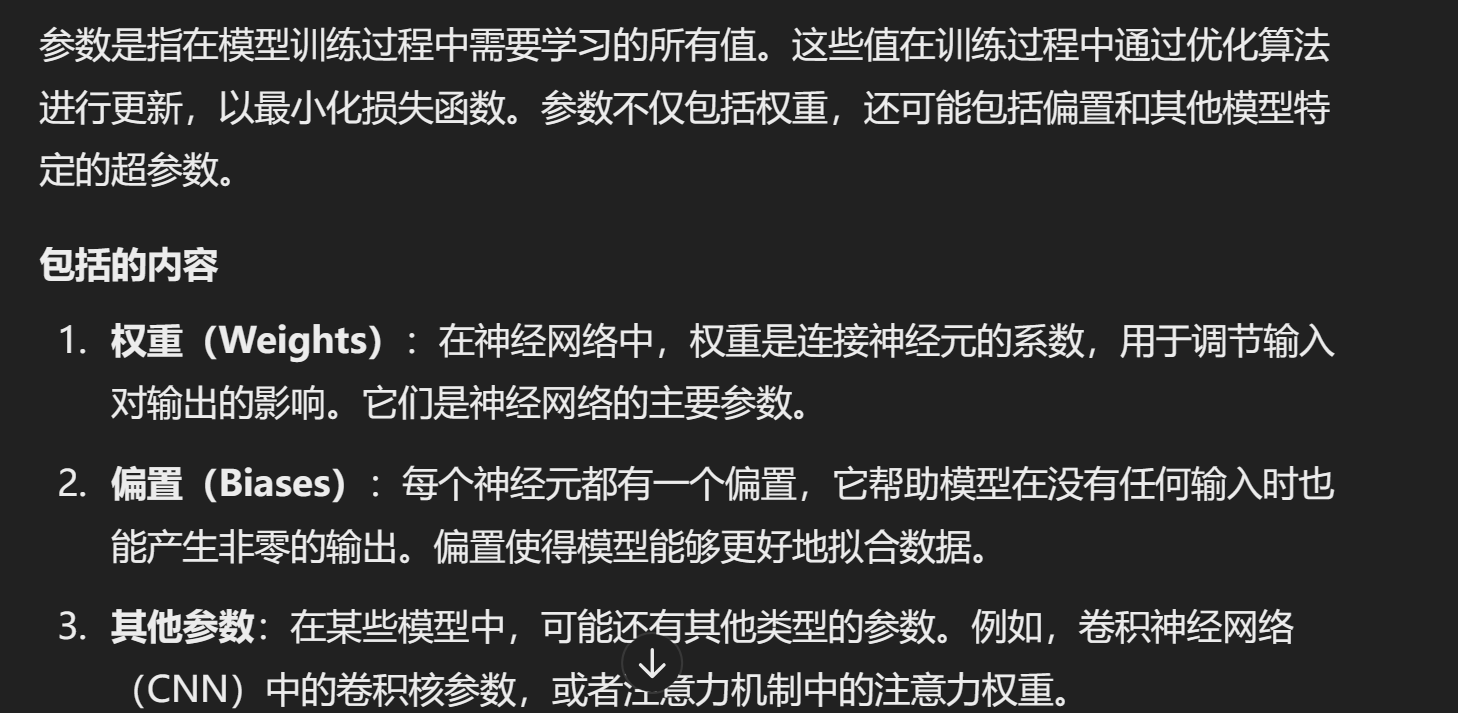 参数是指在模型训练过程中需要学习的所有值。这些值在训练过程中通过优化算法
进行更新，以最小化损失函数。参数不仅包括权重，还可能包括偏置和其他模型特
定的超参数。
包括的内容
1. 权重（Weights）：在神经网络中，权重是连接神经元的系数，用于调节输入
对输出的影响。它们是神经网络的主要参数。
2. 偏置（Biases）：每个神经元都有一个偏置，它帮助模型在没有任何输入时也
能产生非零的输出。偏置使得模型能够更好地拟合数据。
3. 其他参数：在某些模型中，可能还有其他类型的参数。例如，卷积神经网络
（CNN）中的卷积核参数，或者注意力机制中的注意力权重。